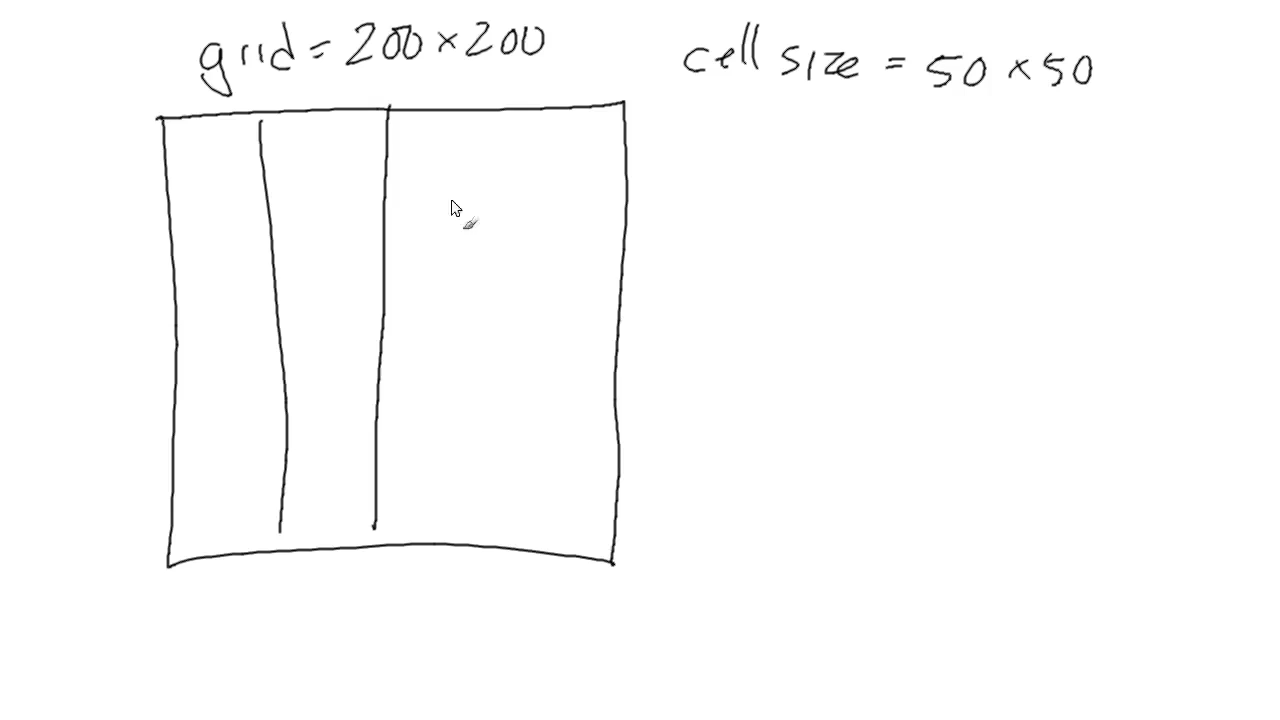 grid = 200 × 200
cell size = 50 × 50